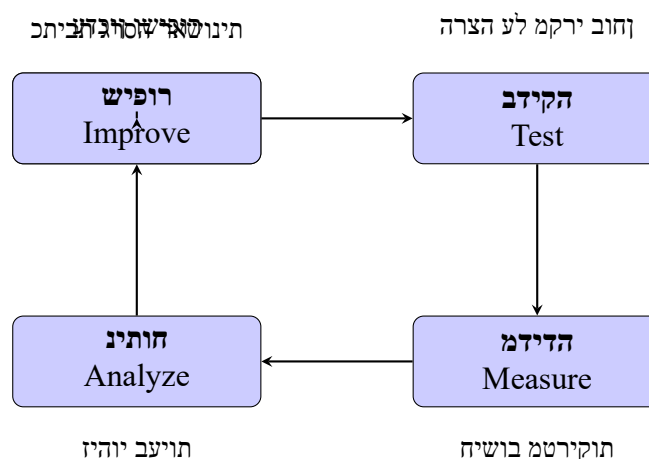 ןחוב ירקמ לע הצרה
רופיש
Improve
הקידב
Test
חותינ
Analyze
הדידמ
Measure
תויעב יוהיז
תוקירטמ בושיח